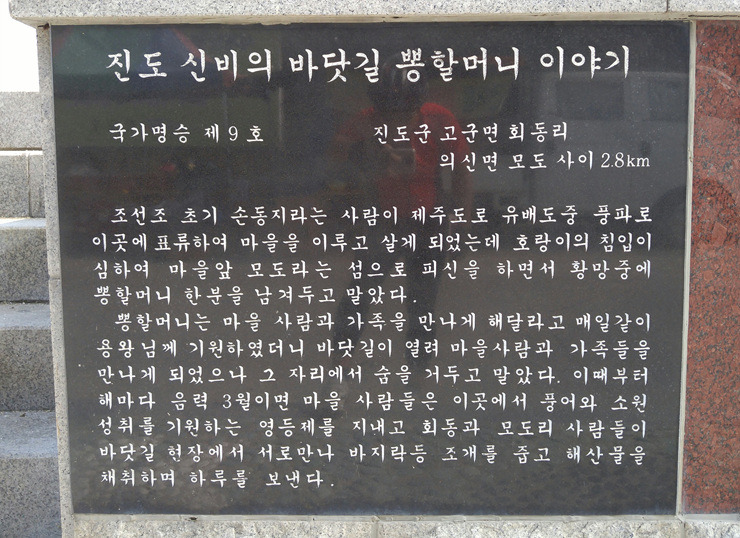 진도 신비의 바닷길 뽕할머니 이야기
국가명승 제 9 호 진도군 고군면 회동리
의신면 모도 사이 2.8km
조선조 초기 손동지라는 사람이 제주도로 유배도중 풍파로
이곳에 표류하여 마을을 이루고 살게 되었는데 호랑이의 침입이
심하여 마을앞 모도라는 섬으로 피신을 하면서 황망중에
뽕할머니 한분을 남겨두고 말았다.
뽕할머니는 마을 사람과 가족을 만나게 해달라고 매일같이
용왕님께 기원하였더니 바닷길이 열려 마을사람과 가족들을
만나게 되었으나 그 자리에서 숨을 거두고 말았다. 이때부터
해마다 음력 3월이면 마을 사람들은 이곳에서 풍어와 소원
성취를 기원하는 영등제를 지내고 회동과 모도리 사람들이
바닷길 현장에서 서로만나 바지락등 조개를 줍고 해산물을
채취하며 하루를 보낸다.